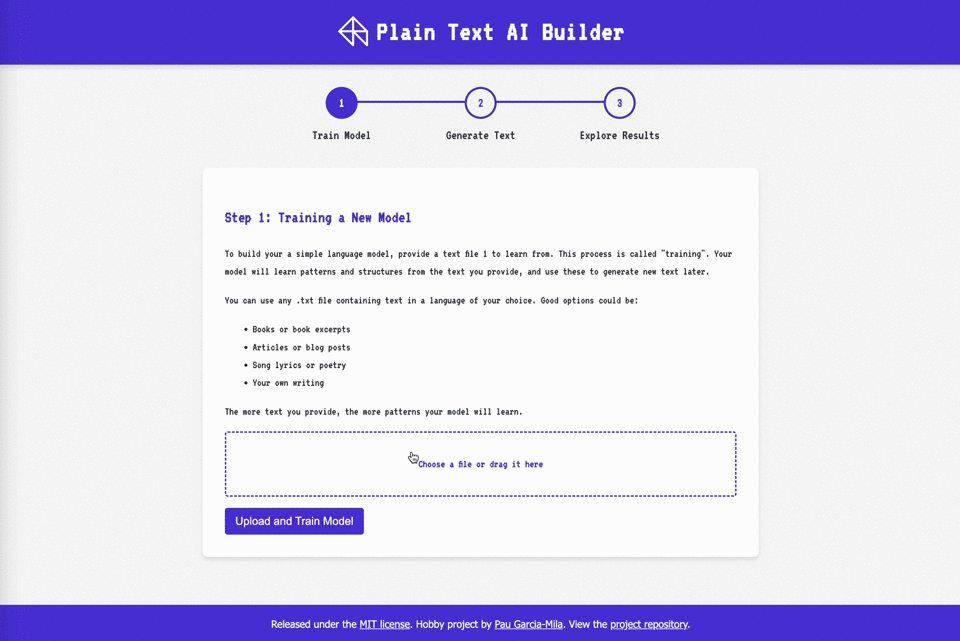 Plain Text AI Builder
1
2
3
Train Model
Generate Text
Explore Results
Step 1: Training a New Model
To build your a simple language model, provide a text file 1 to learn from. This process is called "training". Your
model will learn patterns and structures from the text you provide, and use these to generate new text later.
You can use any .txt file containing text in a language of your choice. Good options could be:
• Books or book excerpts
• Articles or blog posts
• Song lyrics or poetry
• Your own writing
The more text you provide, the more patterns your model will learn.
Choose a file or drag it here
Upload and Train Model
Released under the MIT license. Hobby project by Pau Garcia-Mila. View the project repository.